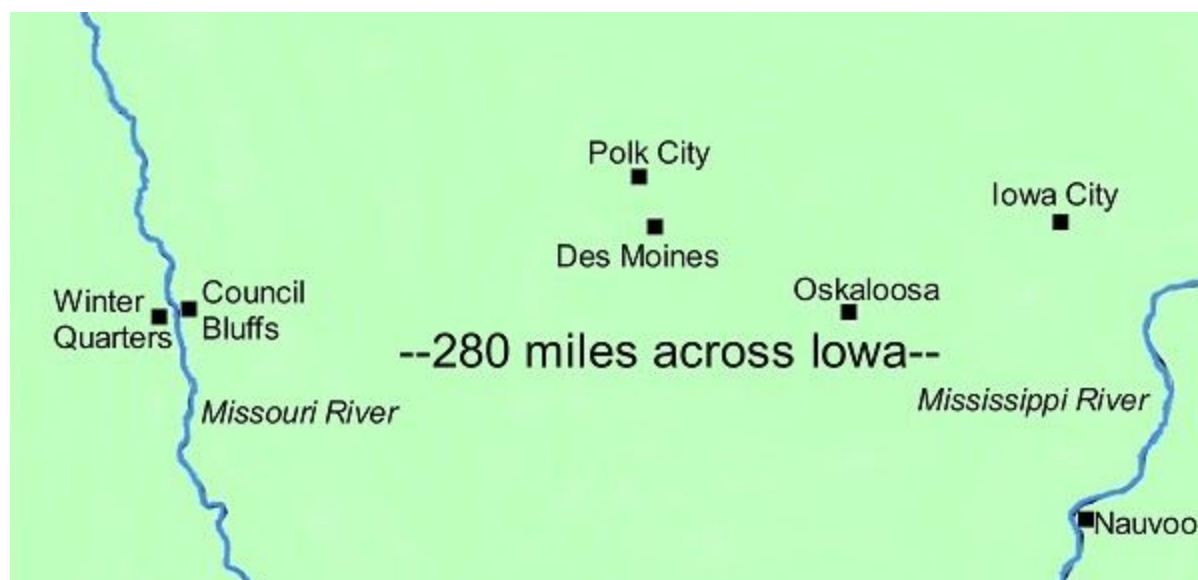 Polk City
Iowa City
Des Moines
Winter
Quarters
Council
Bluffs
Oskaloosa
--280 miles across Iowa--
Missouri River
Mississippi River
Nauvoo